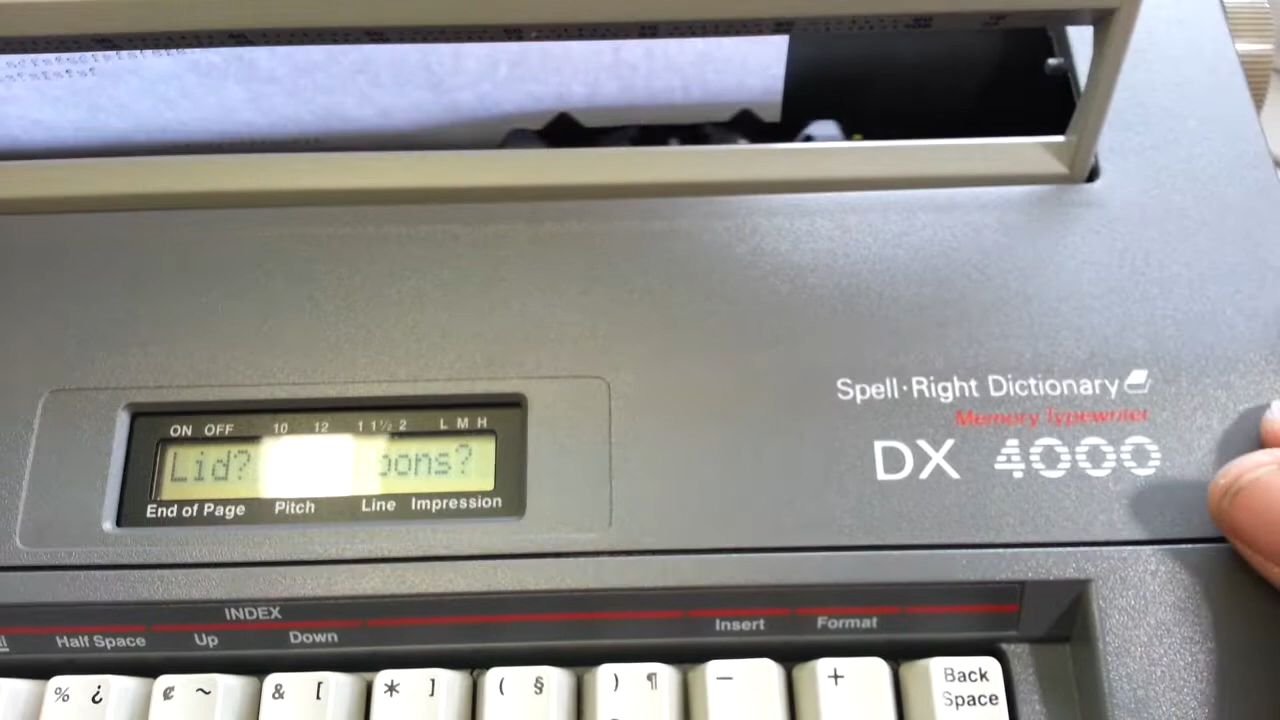 Spell·Right Dictionary
Memory Typewriter
DX 4000
ON OFF 10 12 1 1½ 2 L M H
Lid?
End of Page Pitch Line Impression
INDEX
Half Space Up Down Insert Format
% ¿ ¢ ~ & [ * ] ( § ) ¶ − + Back
Space